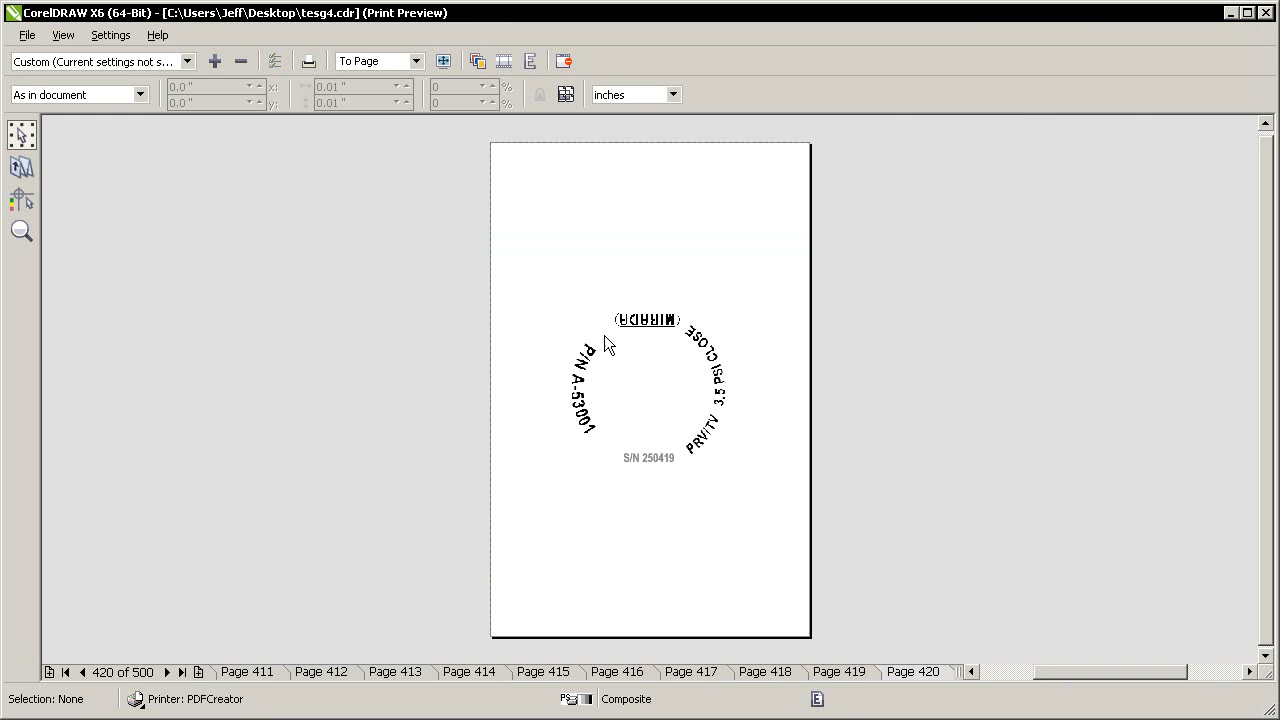 CorelDRAW X6 (64-Bit) - [C:\Users\Jeff\Desktop\tesg4.cdr] (Print Preview)
File View Settings Help
Custom (Current settings not s... To Page
As in document 0.0 " x: 0.01 " 0 % inches
0.0 " y: 0.01 " 0 %
MIRADA
P/N A-53001
PRV/TV 3.5 PSI CLOSE
S/N 250419
420 of 500 Page 411 Page 412 Page 413 Page 414 Page 415 Page 416 Page 417 Page 418 Page 419 Page 420
Selection: None Printer: PDFCreator PS Composite